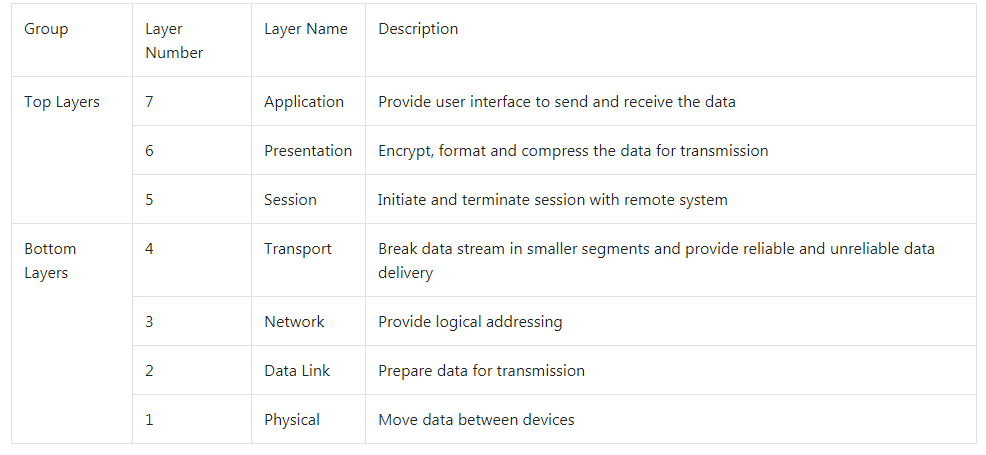 Group Layer Number Layer Name Description
Top Layers 7 Application Provide user interface to send and receive the data
6 Presentation Encrypt, format and compress the data for transmission
5 Session Initiate and terminate session with remote system
Bottom Layers 4 Transport Break data stream in smaller segments and provide reliable and unreliable data delivery
3 Network Provide logical addressing
2 Data Link Prepare data for transmission
1 Physical Move data between devices